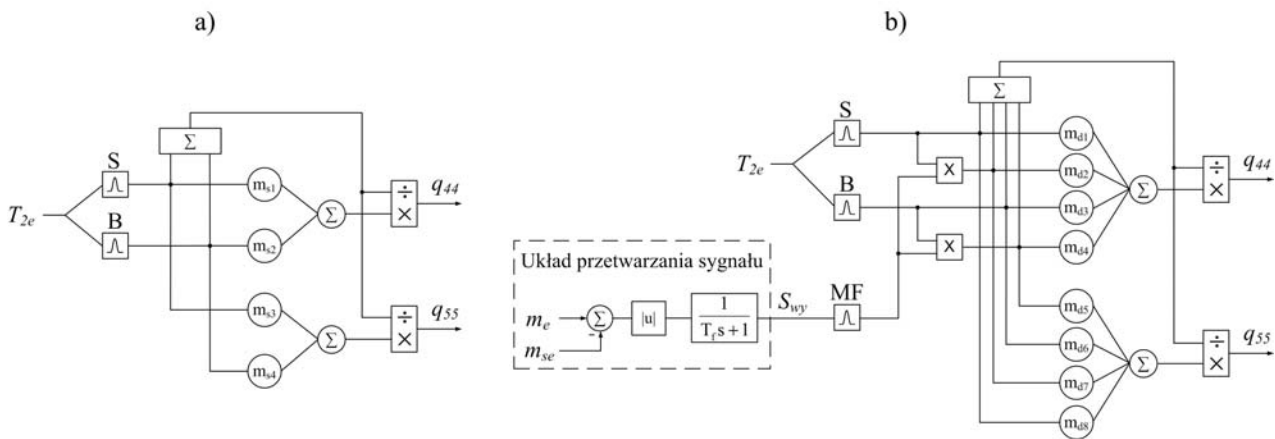 a)
b)
Σ
S
T2e
B
ms1
ms2
ms3
ms4
Σ
Σ
÷
×
q44
÷
×
q55
Σ
S
T2e
B
X
X
md1
md2
md3
md4
Σ
÷
×
q44
Układ przetwarzania sygnału
me
mse
Σ
-
|u|
1
Tfs+1
Swy
MF
md5
md6
md7
md8
Σ
÷
×
q55